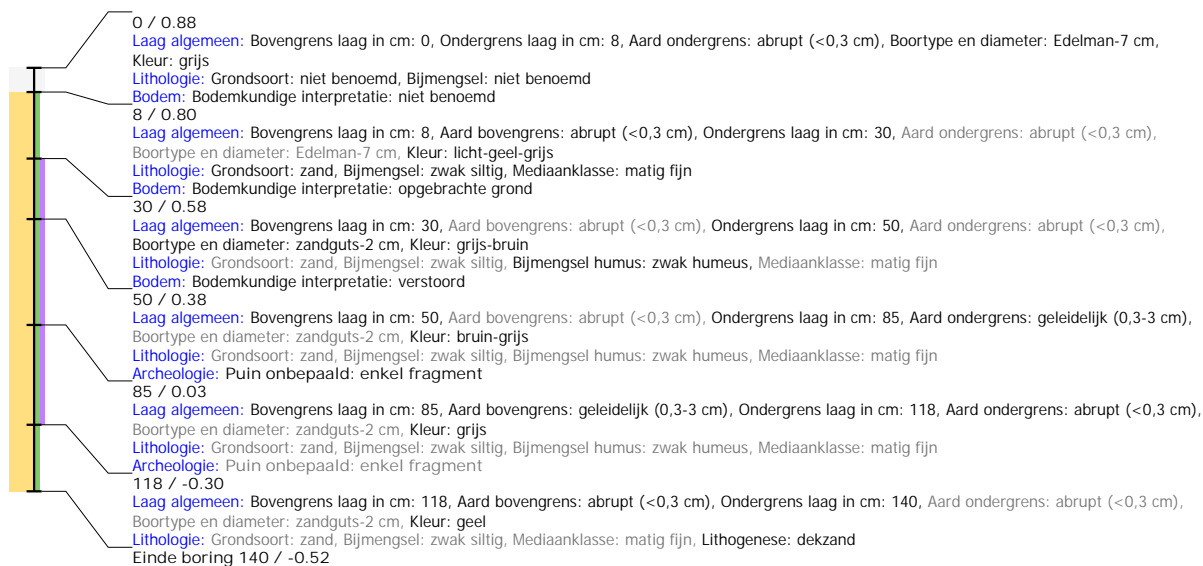 0 / 0.88
Laag algemeen: Bovengrens laag in cm: 0, Ondergrens laag in cm: 8, Aard ondergrens: abrupt (<0,3 cm), Boortype en diameter: Edelman-7 cm,
Kleur: grijs
Lithologie: Grondsoort: niet benoemd, Bijmengsel: niet benoemd
Bodem: Bodemkundige interpretatie: niet benoemd
8 / 0.80
Laag algemeen: Bovengrens laag in cm: 8, Aard bovengrens: abrupt (<0,3 cm), Ondergrens laag in cm: 30, Aard ondergrens: abrupt (<0,3 cm),
Boortype en diameter: Edelman-7 cm, Kleur: licht-geel-grijs
Lithologie: Grondsoort: zand, Bijmengsel: zwak siltig, Mediaanklasse: matig fijn
Bodem: Bodemkundige interpretatie: opgebrachte grond
30 / 0.58
Laag algemeen: Bovengrens laag in cm: 30, Aard bovengrens: abrupt (<0,3 cm), Ondergrens laag in cm: 50, Aard ondergrens: abrupt (<0,3 cm),
Boortype en diameter: zandguts-2 cm, Kleur: grijs-bruin
Lithologie: Grondsoort: zand, Bijmengsel: zwak siltig, Bijmengsel humus: zwak humeus, Mediaanklasse: matig fijn
Bodem: Bodemkundige interpretatie: verstoord
50 / 0.38
Laag algemeen: Bovengrens laag in cm: 50, Aard bovengrens: abrupt (<0,3 cm), Ondergrens laag in cm: 85, Aard ondergrens: geleidelijk (0,3-3 cm),
Boortype en diameter: zandguts-2 cm, Kleur: bruin-grijs
Lithologie: Grondsoort: zand, Bijmengsel: zwak siltig, Bijmengsel humus: zwak humeus, Mediaanklasse: matig fijn
Archeologie: Puin onbepaald: enkel fragment
85 / 0.03
Laag algemeen: Bovengrens laag in cm: 85, Aard bovengrens: geleidelijk (0,3-3 cm), Ondergrens laag in cm: 118, Aard ondergrens: abrupt (<0,3 cm),
Boortype en diameter: zandguts-2 cm, Kleur: grijs
Lithologie: Grondsoort: zand, Bijmengsel: zwak siltig, Bijmengsel humus: zwak humeus, Mediaanklasse: matig fijn
Archeologie: Puin onbepaald: enkel fragment
118 / -0.30
Laag algemeen: Bovengrens laag in cm: 118, Aard bovengrens: abrupt (<0,3 cm), Ondergrens laag in cm: 140, Aard ondergrens: abrupt (<0,3 cm),
Boortype en diameter: zandguts-2 cm, Kleur: geel
Lithologie: Grondsoort: zand, Bijmengsel: zwak siltig, Mediaanklasse: matig fijn, Lithogenese: dekzand
Einde boring 140 / -0.52